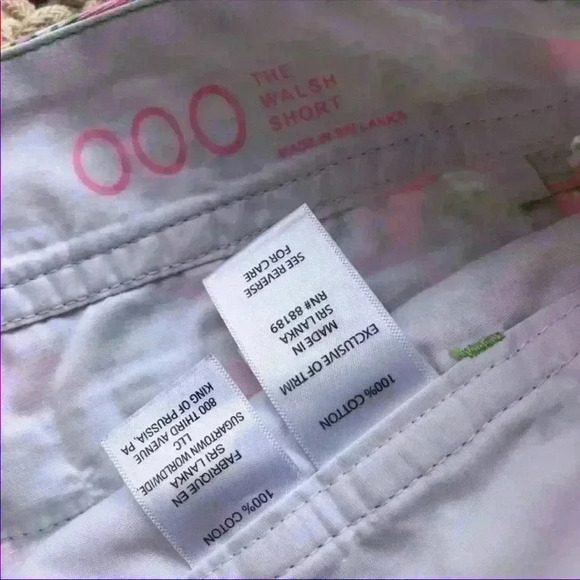 000
THE
WALSH
SHORT
MADE IN SRI LANKA
100% COTTON
EXCLUSIVE OF TRIM
MADE IN
SRI LANKA
RN# 88189
SEE REVERSE
FOR CARE
100% COTON
FABRIQUE EN
SRI LANKA
SUGARTOWN WORLDWIDE,
LLC
800 THIRD AVENUE
KING OF PRUSSIA, PA